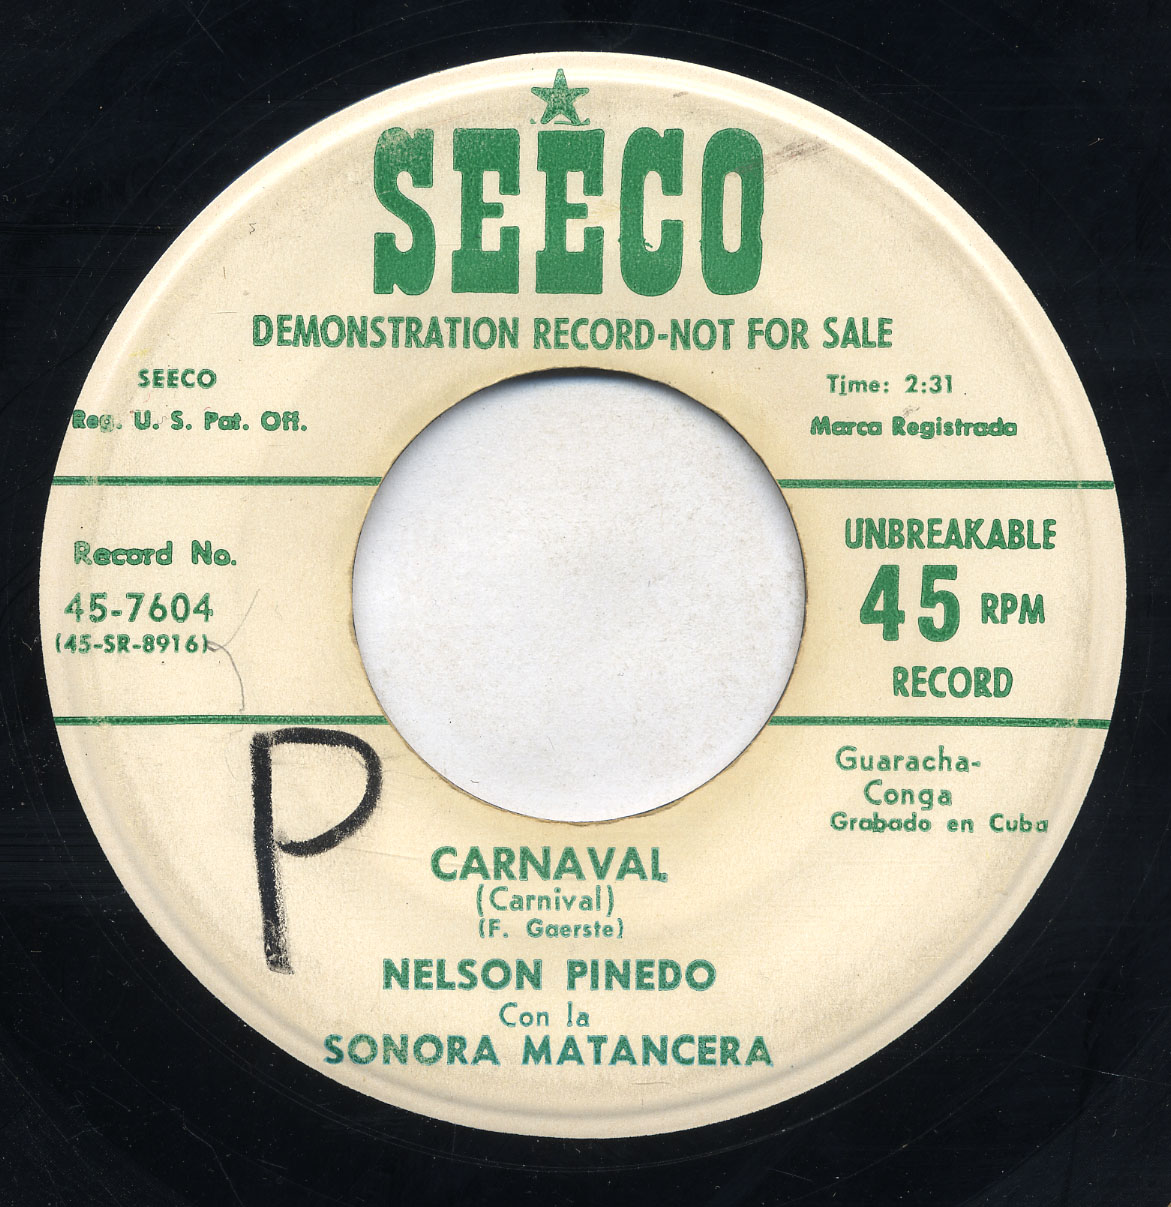 SEECO
DEMONSTRATION RECORD-NOT FOR SALE
SEECO
Reg. U. S. Pat. Off.
Time: 2:31
Marca Registrada
Record No.
45-7604
(45-SR-8916)
UNBREAKABLE
45 RPM
RECORD
Guaracha-
Conga
Grabado en Cuba
P
CARNAVAL
(Carnival)
(F. Gaerste)
NELSON PINEDO
Con la
SONORA MATANCERA